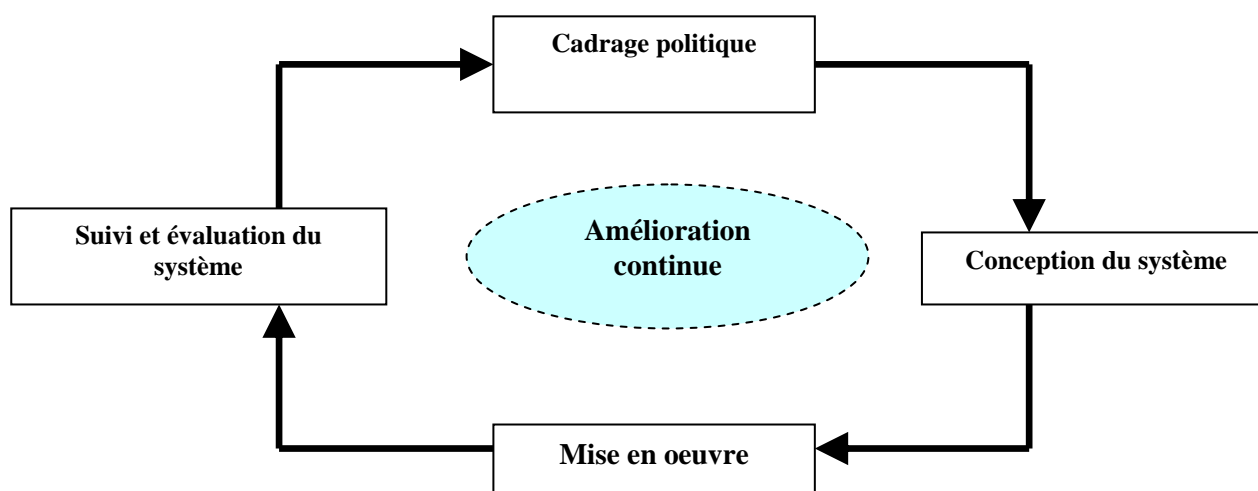 Cadrage politique
Suivi et évaluation du
système
Amélioration
continue
Conception du système
Mise en oeuvre